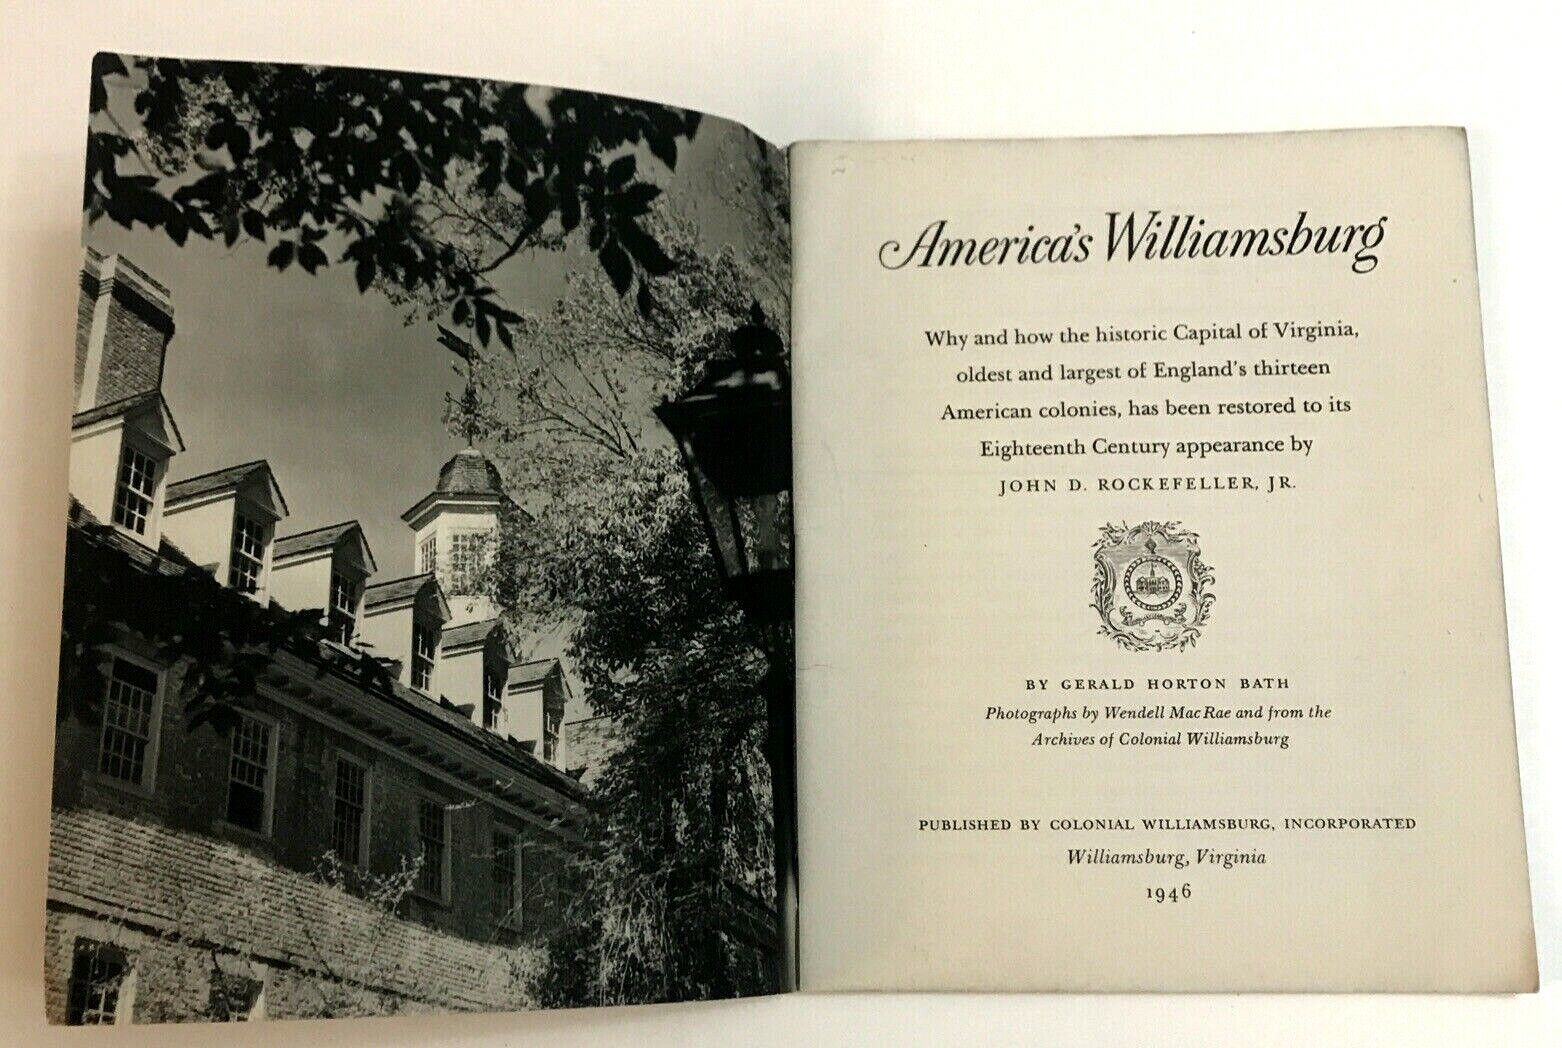 America's Williamsburg
Why and how the historic Capital of Virginia,
oldest and largest of England's thirteen
American colonies, has been restored to its
Eighteenth Century appearance by
JOHN D. ROCKEFELLER, JR.
BY GERALD HORTON BATH
Photographs by Wendell MacRae and from the
Archives of Colonial Williamsburg
PUBLISHED BY COLONIAL WILLIAMSBURG, INCORPORATED
Williamsburg, Virginia
1946